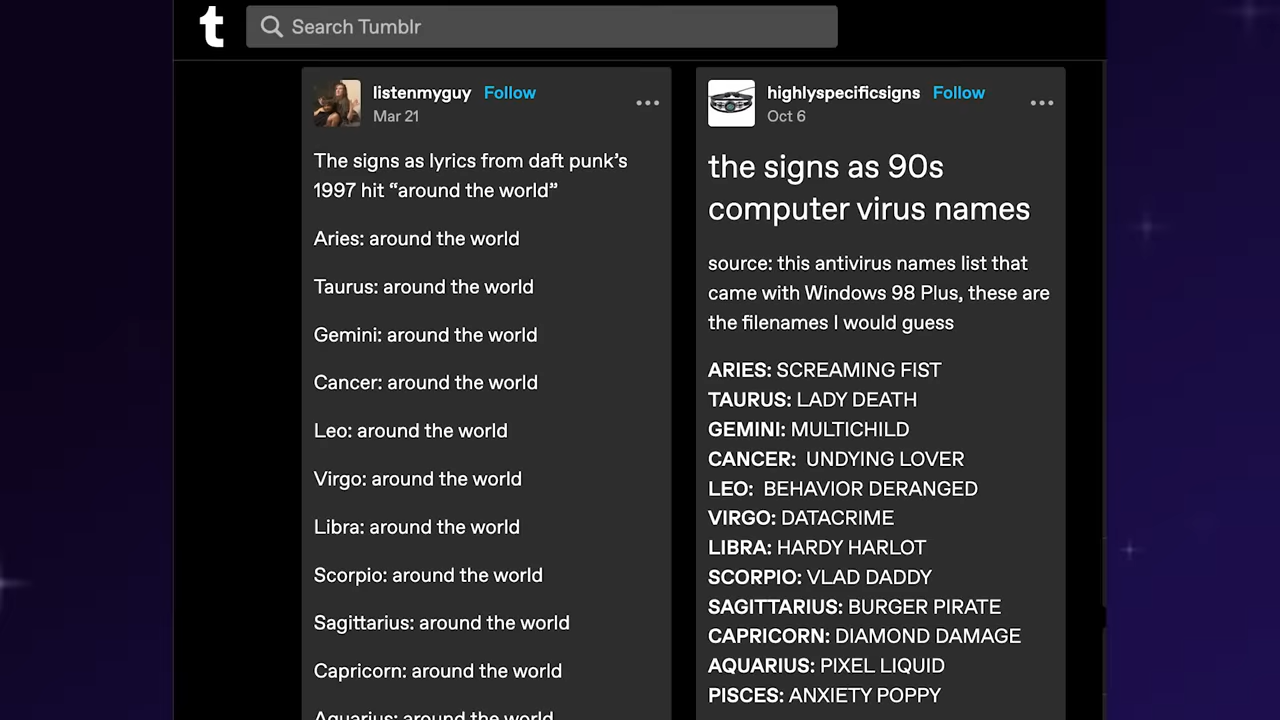 t
Search Tumblr
listenmyguy Follow
Mar 21
The signs as lyrics from daft punk’s
1997 hit “around the world”
Aries: around the world
Taurus: around the world
Gemini: around the world
Cancer: around the world
Leo: around the world
Virgo: around the world
Libra: around the world
Scorpio: around the world
Sagittarius: around the world
Capricorn: around the world
Aquarius: around the world
highlyspecificsigns Follow
Oct 6
the signs as 90s
computer virus names
source: this antivirus names list that
came with Windows 98 Plus, these are
the filenames I would guess
ARIES: SCREAMING FIST
TAURUS: LADY DEATH
GEMINI: MULTICHILD
CANCER: UNDYING LOVER
LEO: BEHAVIOR DERANGED
VIRGO: DATACRIME
LIBRA: HARDY HARLOT
SCORPIO: VLAD DADDY
SAGITTARIUS: BURGER PIRATE
CAPRICORN: DIAMOND DAMAGE
AQUARIUS: PIXEL LIQUID
PISCES: ANXIETY POPPY